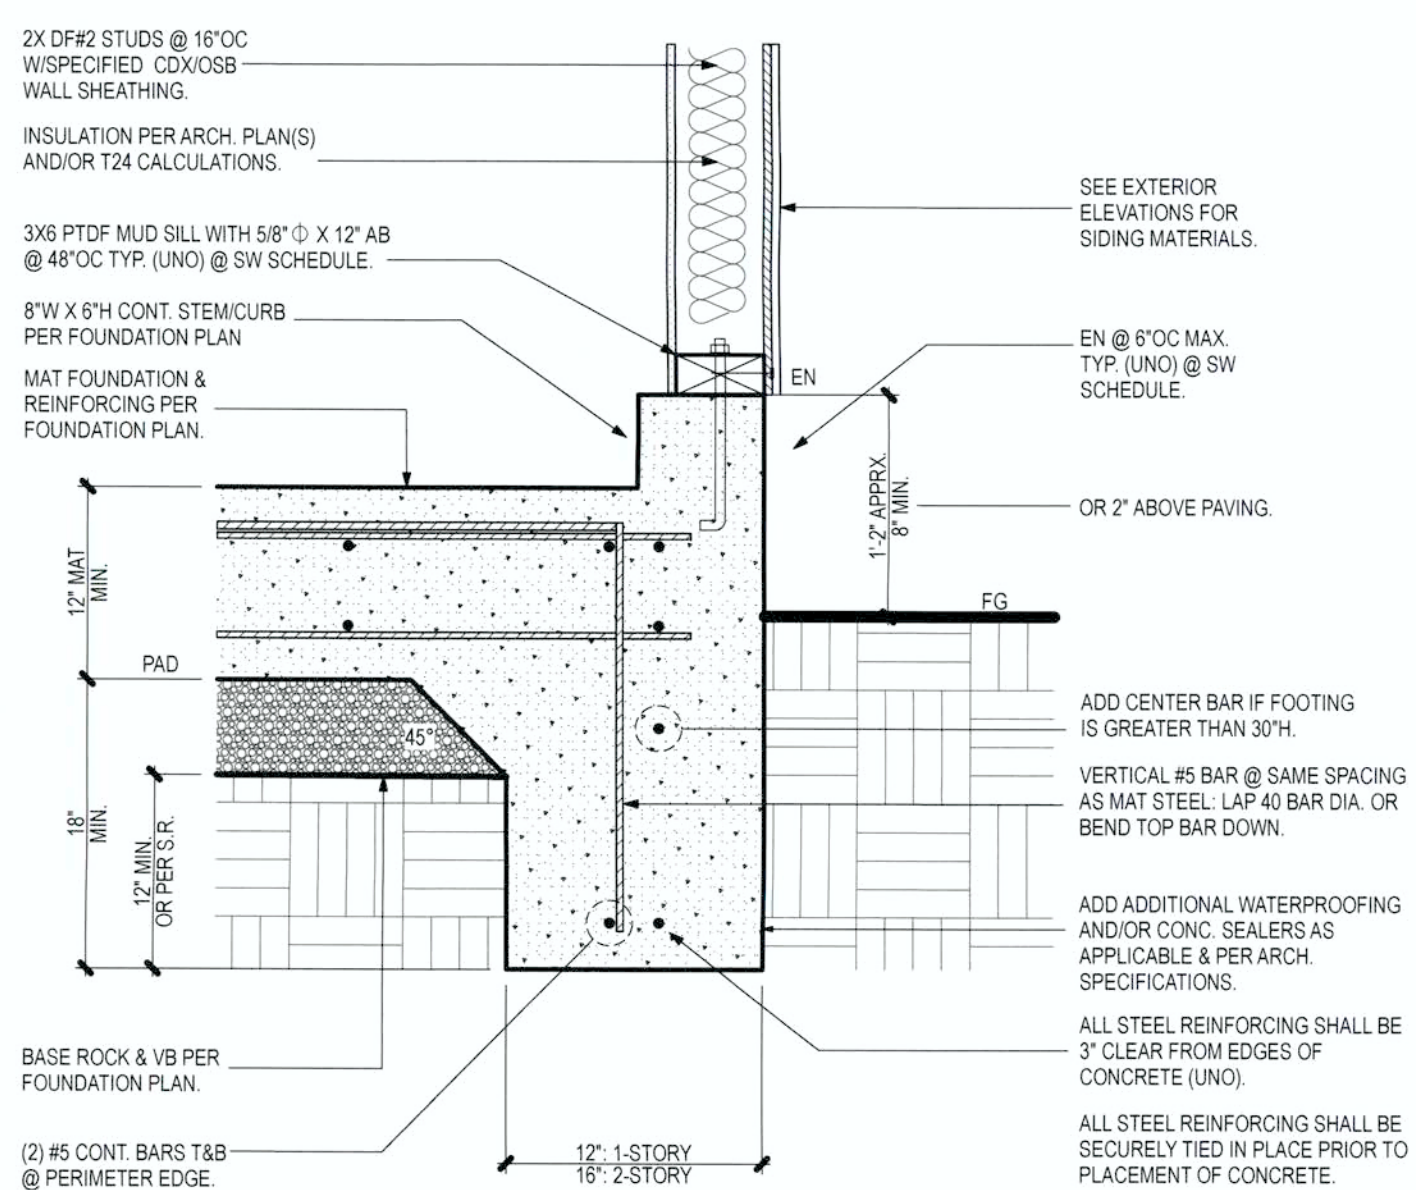 2X DF#2 STUDS @ 16"OC
W/SPECIFIED CDX/OSB
WALL SHEATHING.
INSULATION PER ARCH. PLAN(S)
AND/OR T24 CALCULATIONS.
3X6 PTDF MUD SILL WITH 5/8" Φ X 12" AB
@ 48"OC TYP. (UNO) @ SW SCHEDULE.
8"W X 6"H CONT. STEM/CURB
PER FOUNDATION PLAN
MAT FOUNDATION &
REINFORCING PER
FOUNDATION PLAN.
12" MAT
MIN.
PAD
45°
18"
MIN.
12" MIN.
OR PER S.R.
BASE ROCK & VB PER
FOUNDATION PLAN.
(2) #5 CONT. BARS T&B
@ PERIMETER EDGE.
12": 1-STORY
16": 2-STORY
EN
1'-2" APPRX.
8" MIN.
FG
SEE EXTERIOR
ELEVATIONS FOR
SIDING MATERIALS.
EN @ 6"OC MAX.
TYP. (UNO) @ SW
SCHEDULE.
OR 2" ABOVE PAVING.
ADD CENTER BAR IF FOOTING
IS GREATER THAN 30"H.
VERTICAL #5 BAR @ SAME SPACING
AS MAT STEEL: LAP 40 BAR DIA. OR
BEND TOP BAR DOWN.
ADD ADDITIONAL WATERPROOFING
AND/OR CONC. SEALERS AS
APPLICABLE & PER ARCH.
SPECIFICATIONS.
ALL STEEL REINFORCING SHALL BE
3" CLEAR FROM EDGES OF
CONCRETE (UNO).
ALL STEEL REINFORCING SHALL BE
SECURELY TIED IN PLACE PRIOR TO
PLACEMENT OF CONCRETE.